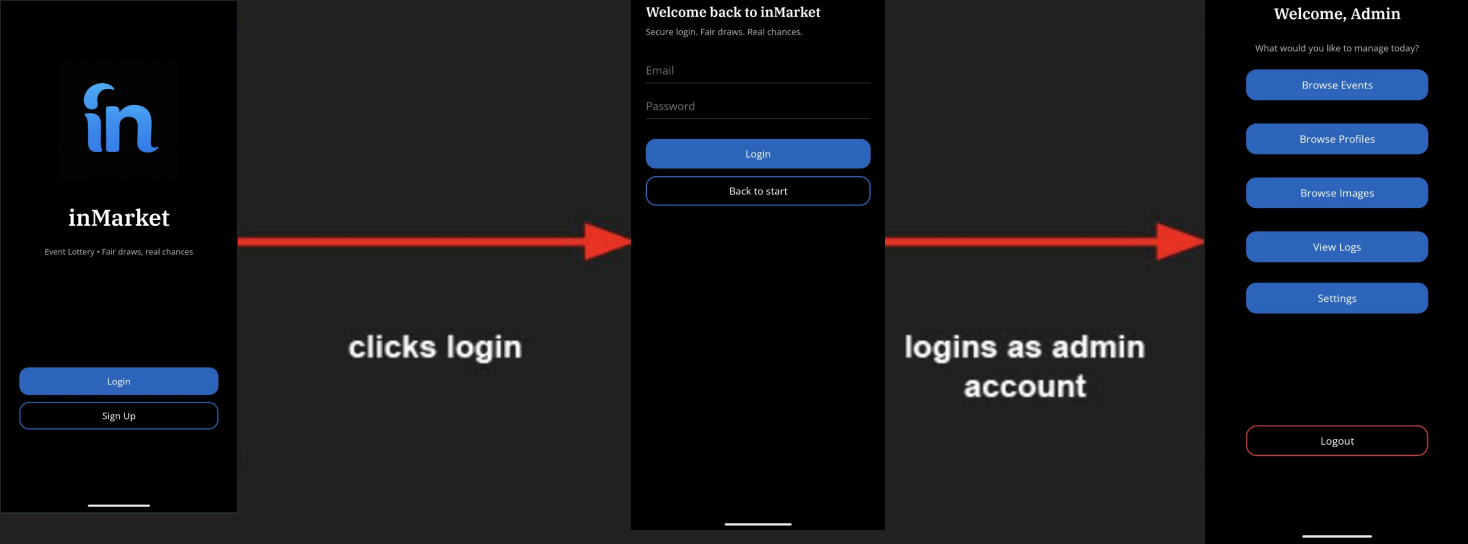 in
inMarket
Event Lottery • Fair draws, real chances
Login
Sign Up
clicks login
Welcome back to inMarket
Secure login. Fair draws. Real chances.
Email
Password
Login
Back to start
logins as admin
account
Welcome, Admin
What would you like to manage today?
Browse Events
Browse Profiles
Browse Images
View Logs
Settings
Logout